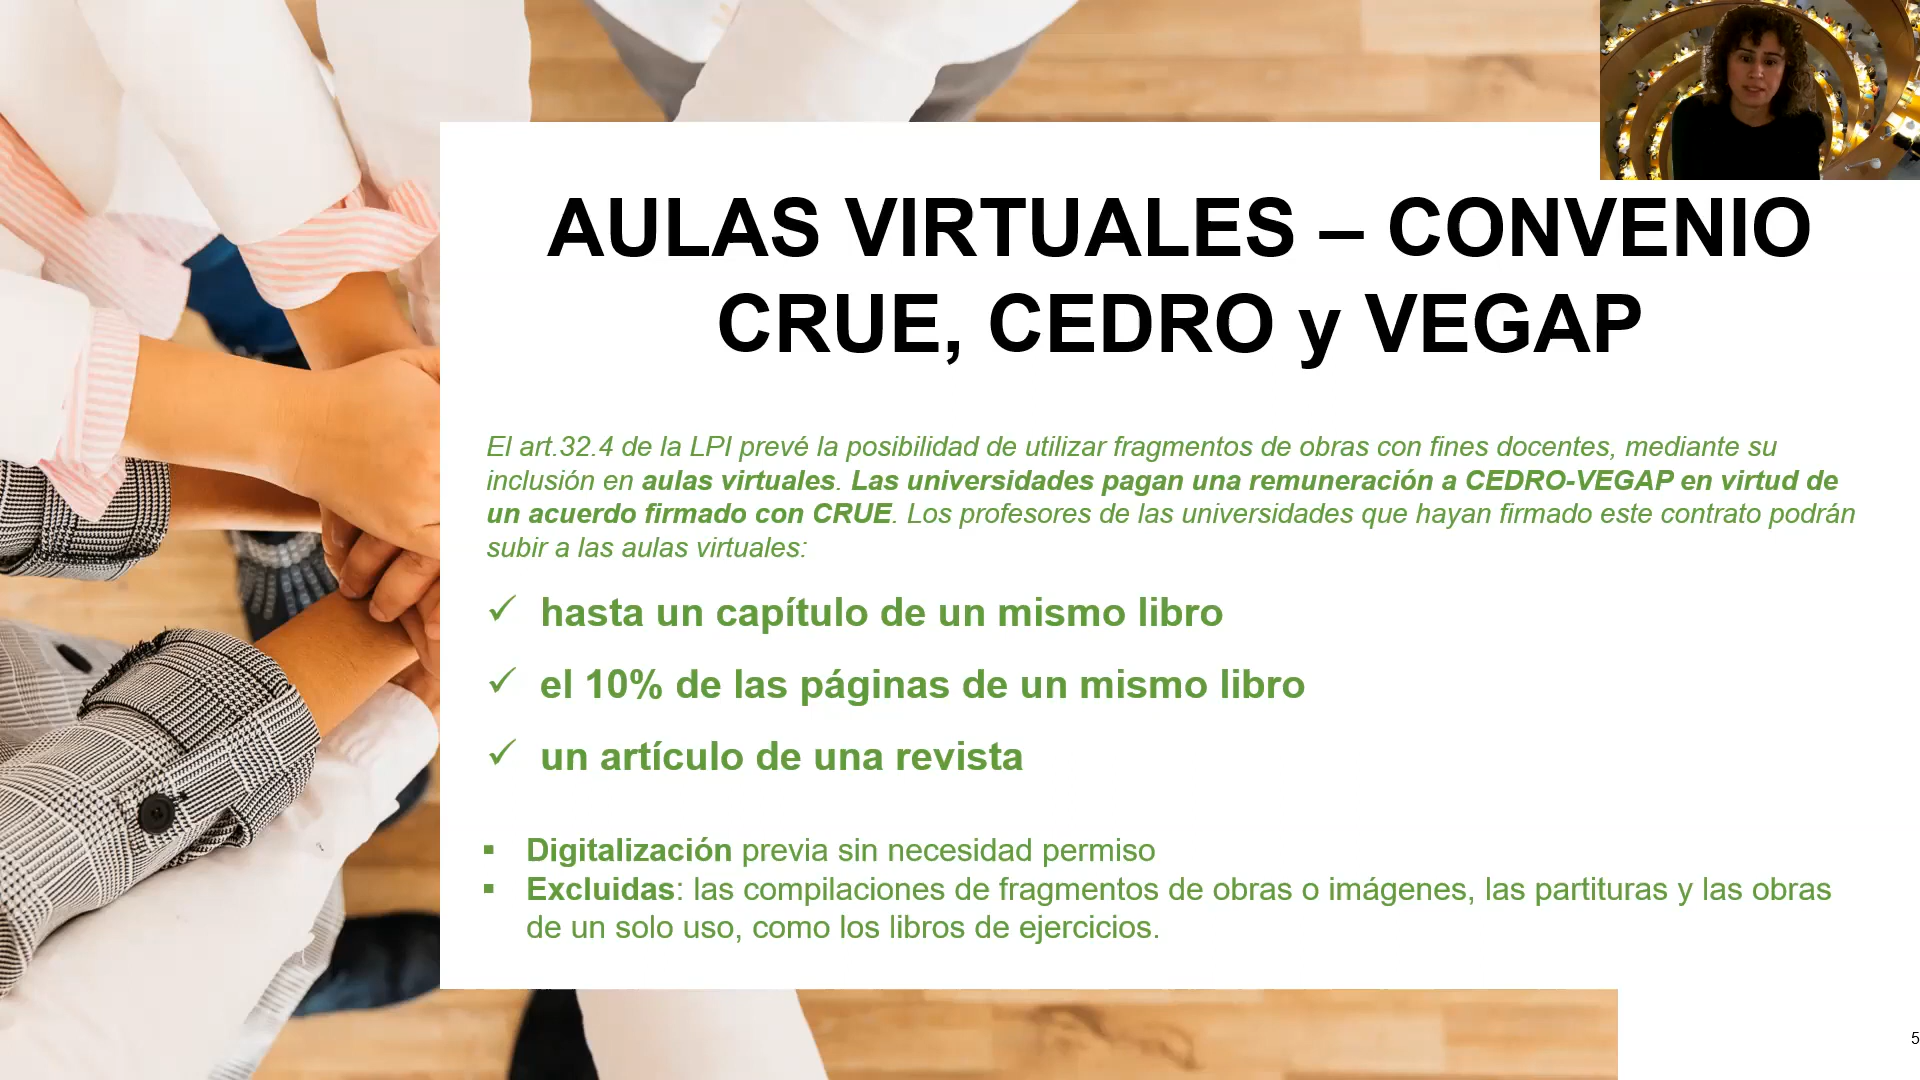 AULAS VIRTUALES – CONVENIO
CRUE, CEDRO y VEGAP
El art.32.4 de la LPI prevé la posibilidad de utilizar fragmentos de obras con fines docentes, mediante su
inclusión en aulas virtuales. Las universidades pagan una remuneración a CEDRO-VEGAP en virtud de
un acuerdo firmado con CRUE. Los profesores de las universidades que hayan firmado este contrato podrán
subir a las aulas virtuales:
✓ hasta un capítulo de un mismo libro
✓ el 10% de las páginas de un mismo libro
✓ un artículo de una revista
▪ Digitalización previa sin necesidad permiso
▪ Excluidas: las compilaciones de fragmentos de obras o imágenes, las partituras y las obras
de un solo uso, como los libros de ejercicios.
5